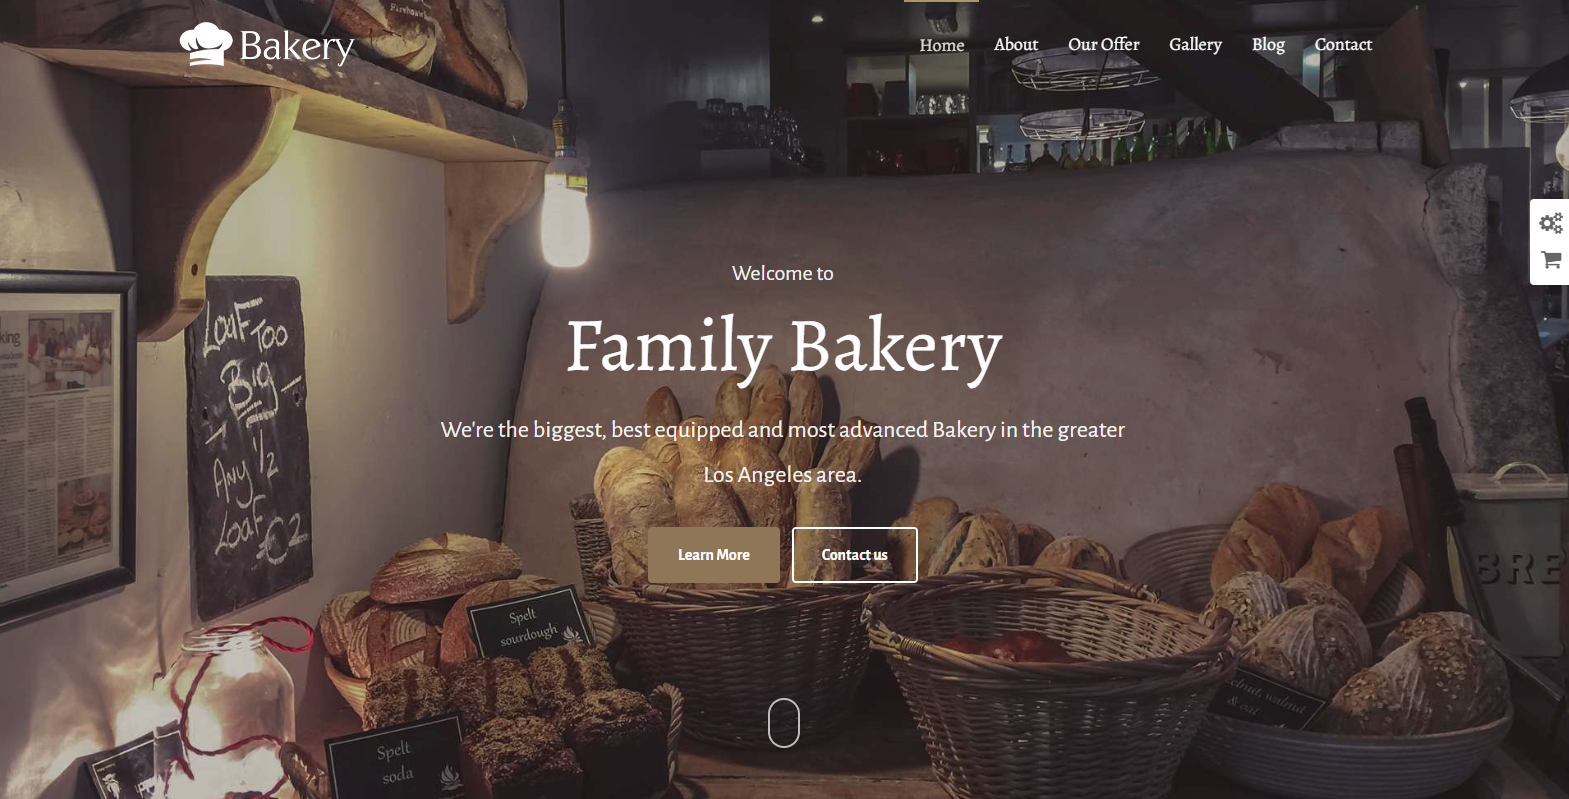 Bakery
Home
About
Our Offer
Gallery
Blog
Contact
Welcome to
Family Bakery
We're the biggest, best equipped and most advanced Bakery in the greater
Los Angeles area.
Learn More
Contact us
Loaf Too
Big
Any 1/2
Loaf £2
Spelt
sourdough
Spelt
soda
walnut
& oat
BRE